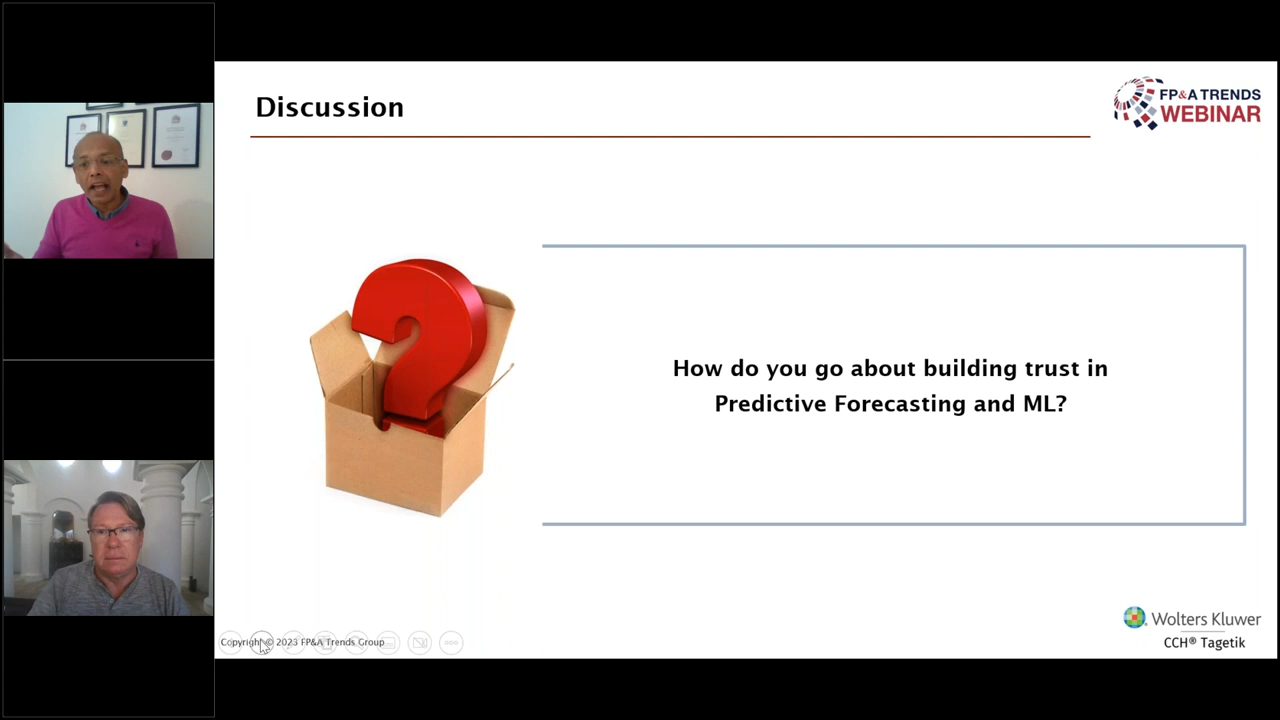 Discussion
FP&A TRENDS
WEBINAR
How do you go about building trust in
Predictive Forecasting and ML?
Wolters Kluwer
CCH® Tagetik
Copyright © 2023 FP&A Trends Group